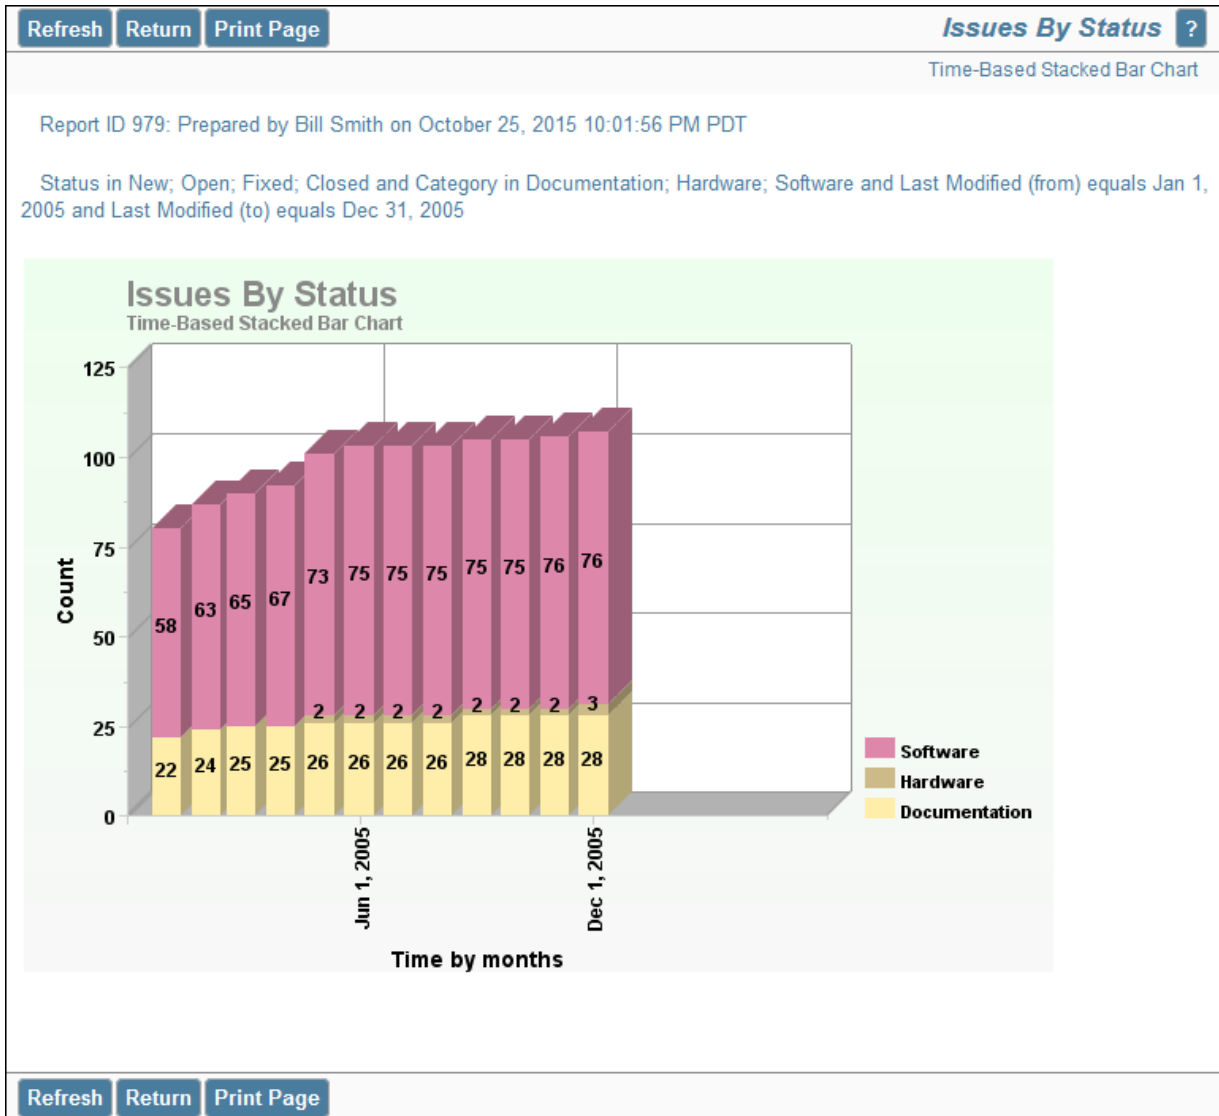 Refresh Return Print Page
Issues By Status ?
Time-Based Stacked Bar Chart
Report ID 979: Prepared by Bill Smith on October 25, 2015 10:01:56 PM PDT
Status in New; Open; Fixed; Closed and Category in Documentation; Hardware; Software and Last Modified (from) equals Jan 1,
2005 and Last Modified (to) equals Dec 31, 2005
Issues By Status
Time-Based Stacked Bar Chart
125
100
75
50
25
0
Count
58 63 65 67 73 75 75 75 75 75 76 76
2 2 2 2 2 2 2 3
22 24 25 25 26 26 26 26 28 28 28 28
Software
Hardware
Documentation
Jun 1, 2005
Dec 1, 2005
Time by months
Refresh Return Print Page